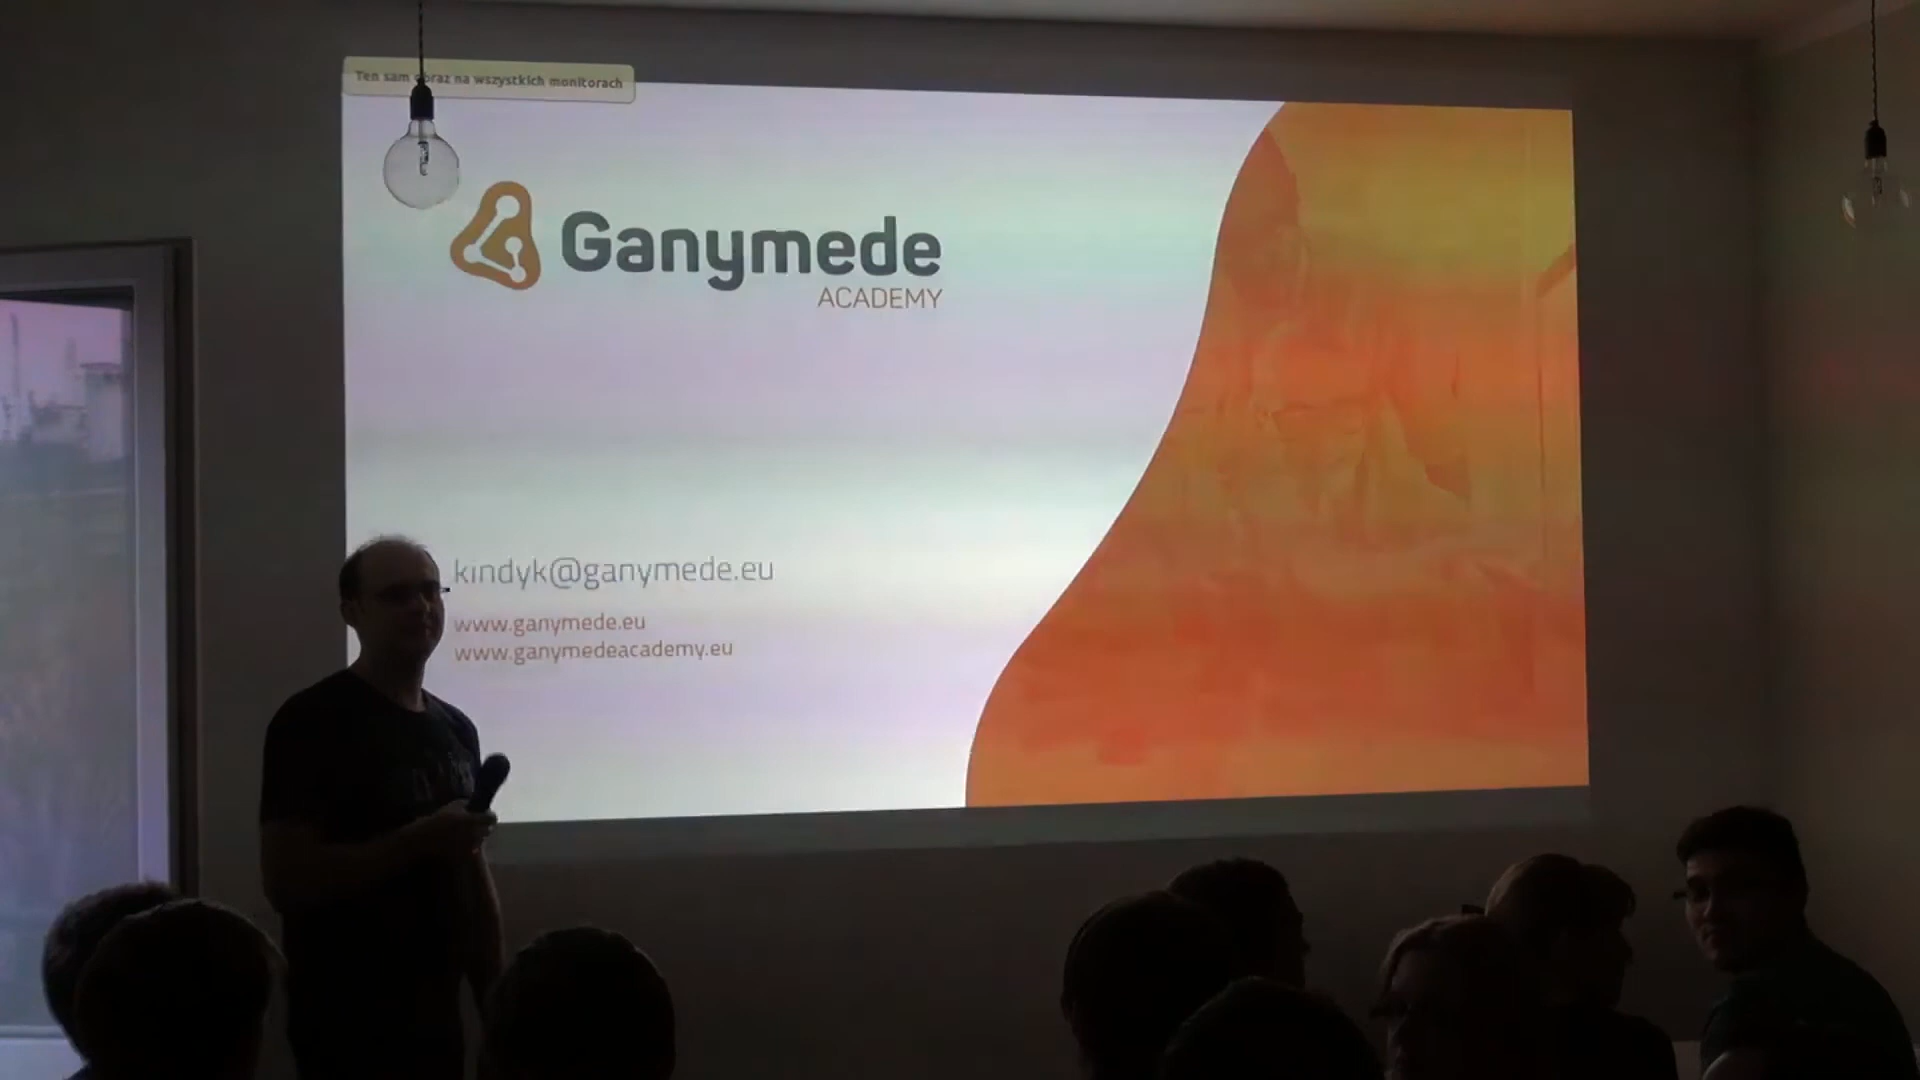 Ten sam obraz na wszystkich monitorach
Ganymede
ACADEMY
kindyk@ganymede.eu
www.ganymede.eu
www.ganymedeacademy.eu